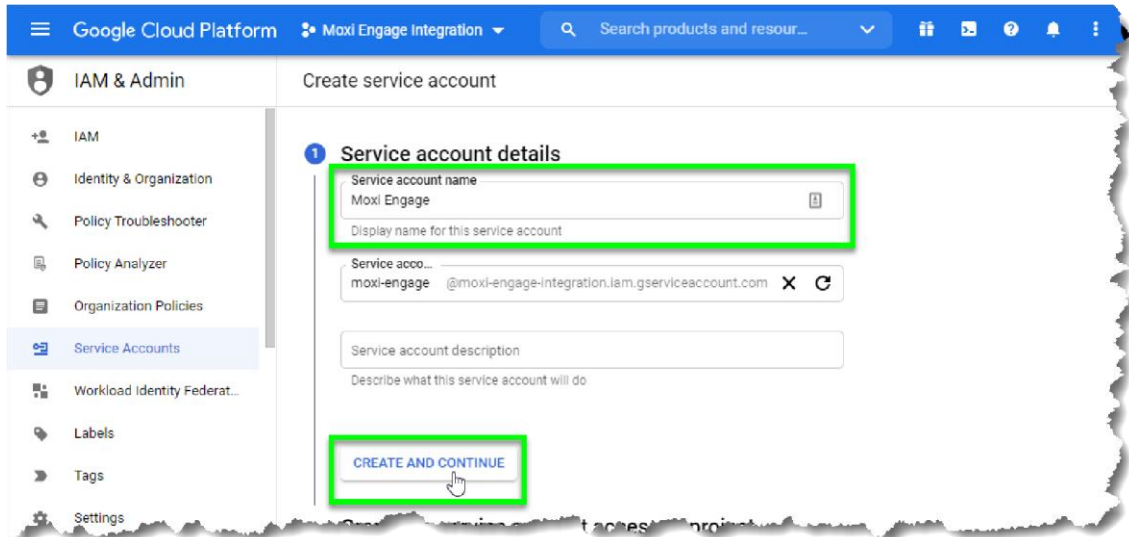 Google Cloud Platform Moxi Engage Integration Search products and resour...
IAM & Admin
Create service account
IAM
Identity & Organization
Policy Troubleshooter
Policy Analyzer
Organization Policies
Service Accounts
Workload Identity Federat...
Labels
Tags
Settings
1 Service account details
Service account name
Moxi Engage
Display name for this service account
Service acco...
moxi-engage @moxi-engage-integration.iam.gserviceaccount.com
Service account description
Describe what this service account will do
CREATE AND CONTINUE